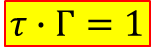 τ · Γ = 1